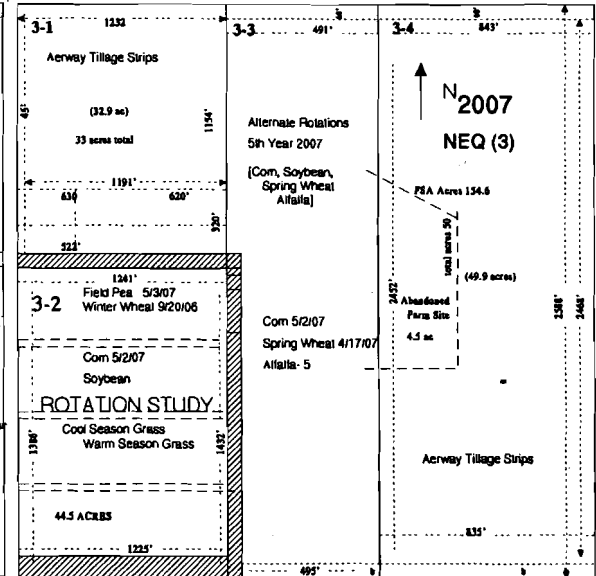 1232
3-1
Aerway Tillage Strips
45'
(32.9 ac)
33 acres total
1154'
1191'
630
620'
320'
522'
1241'
3-2
Field Pea 5/3/07
Winter Wheat 9/20/06
Corn 5/2/07
Soybean
ROTATION STUDY
Cool Season Grass
Warm Season Grass
1386'
1432'
44.5 ACRES
1225'
3-3
491'
Alternate Rotations
5th Year 2007
[Corn, Soybean,
Spring Wheat
Alfalfa]
Corn 5/2/07
Spring Wheat 4/17/07
Alfalfa- 5
495'
3-4
843'
N
2007
NEQ (3)
FSA Acres 154.6
total acres 50
(49.9 acres)
2452'
Abandoned
Farm Site
4.5 ac
2588'
2468'
Aerway Tillage Strips
835'